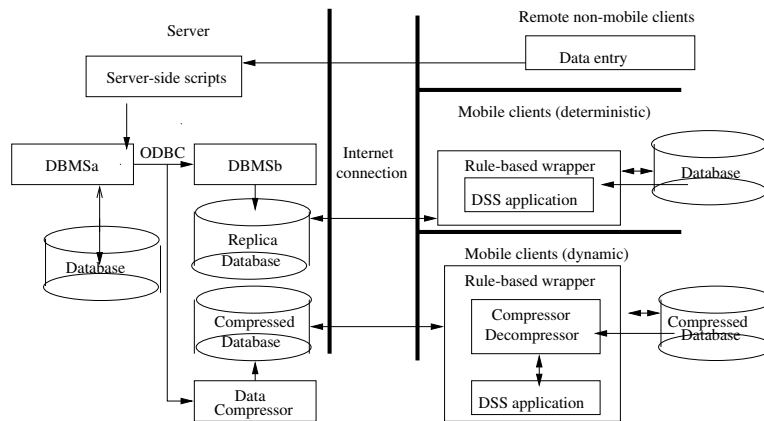 Server
Server-side scripts
DBMSa
ODBC
DBMSb
Database
Replica
Database
Compressed
Database
Data
Compressor
Internet
connection
Remote non-mobile clients
Data entry
Mobile clients (deterministic)
Rule-based wrapper
DSS application
Database
Mobile clients (dynamic)
Rule-based wrapper
Compressor
Decompressor
DSS application
Compressed
Database